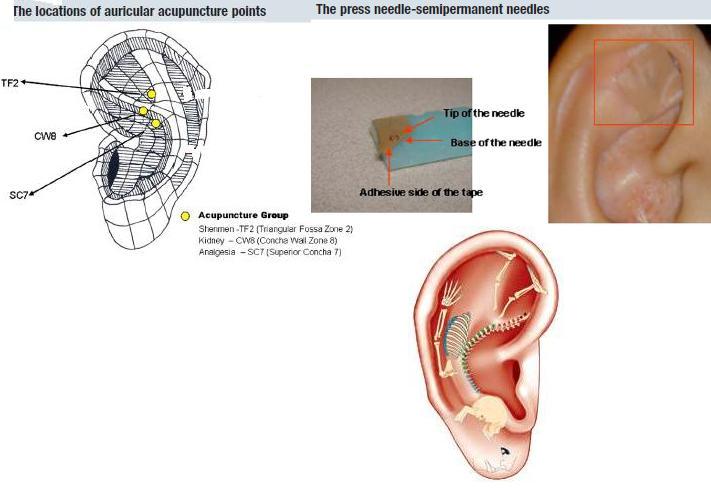 The locations of auricular acupuncture points
The press needle-semipermanent needles
TF2
CW8
SC7
Acupuncture Group
Shenmen -TF2 (Triangular Fossa Zone 2)
Kidney – CW8 (Concha Wall Zone 8)
Analgesia – SC7 (Superior Concha 7)
Tip of the needle
Base of the needle
Adhesive side of the tape